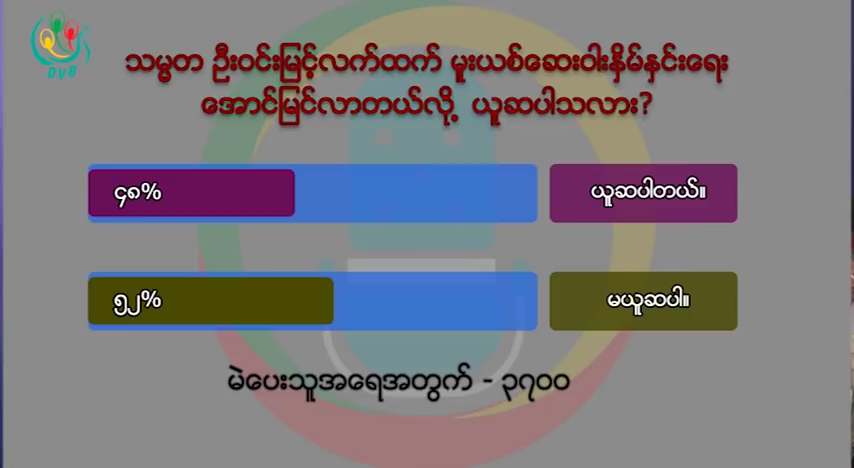 DVB
သမ္မတ ဦးဝင်းမြင့်လက်ထက် မူးယစ်ဆေးဝါးနှိမ်နှင်းရေး
အောင်မြင်လာတယ်လို့ ယူဆပါသလား?
၄၈% ယူဆပါတယ်။
၅၂% မယူဆပါ။
မဲပေးသူအရေအတွက် - ၃၇၀၀